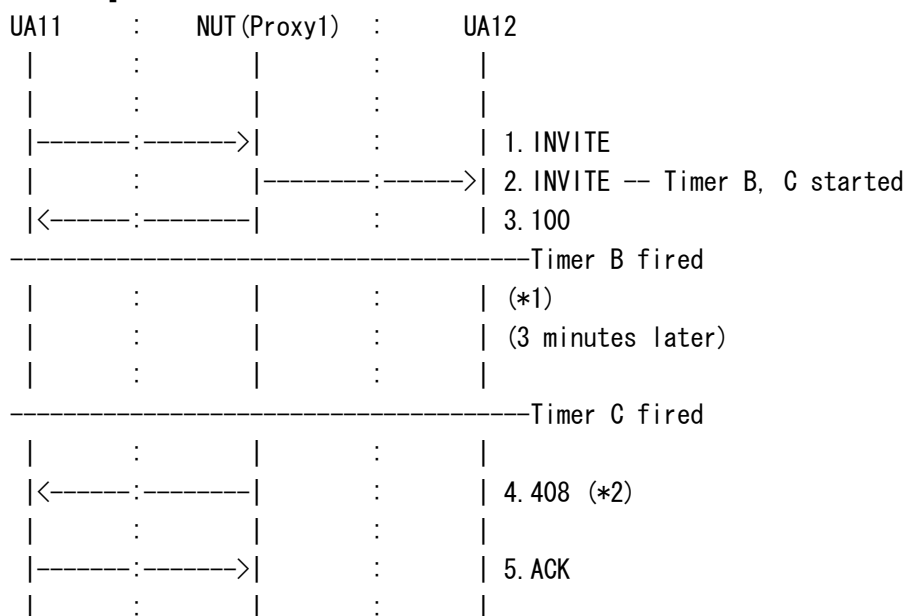 UA11 : NUT(Proxy1) : UA12
| : | : |
| : | : |
|-------:------->| : | 1. INVITE
| : |--------:------>| 2. INVITE -- Timer B, C started
|<------:--------| : | 3. 100
---------------------------------------Timer B fired
| : | : | (*1)
| : | : | (3 minutes later)
| : | : |
---------------------------------------Timer C fired
| : | : |
|<------:--------| : | 4. 408 (*2)
| : | : |
|-------:------->| : | 5. ACK
| : | : |